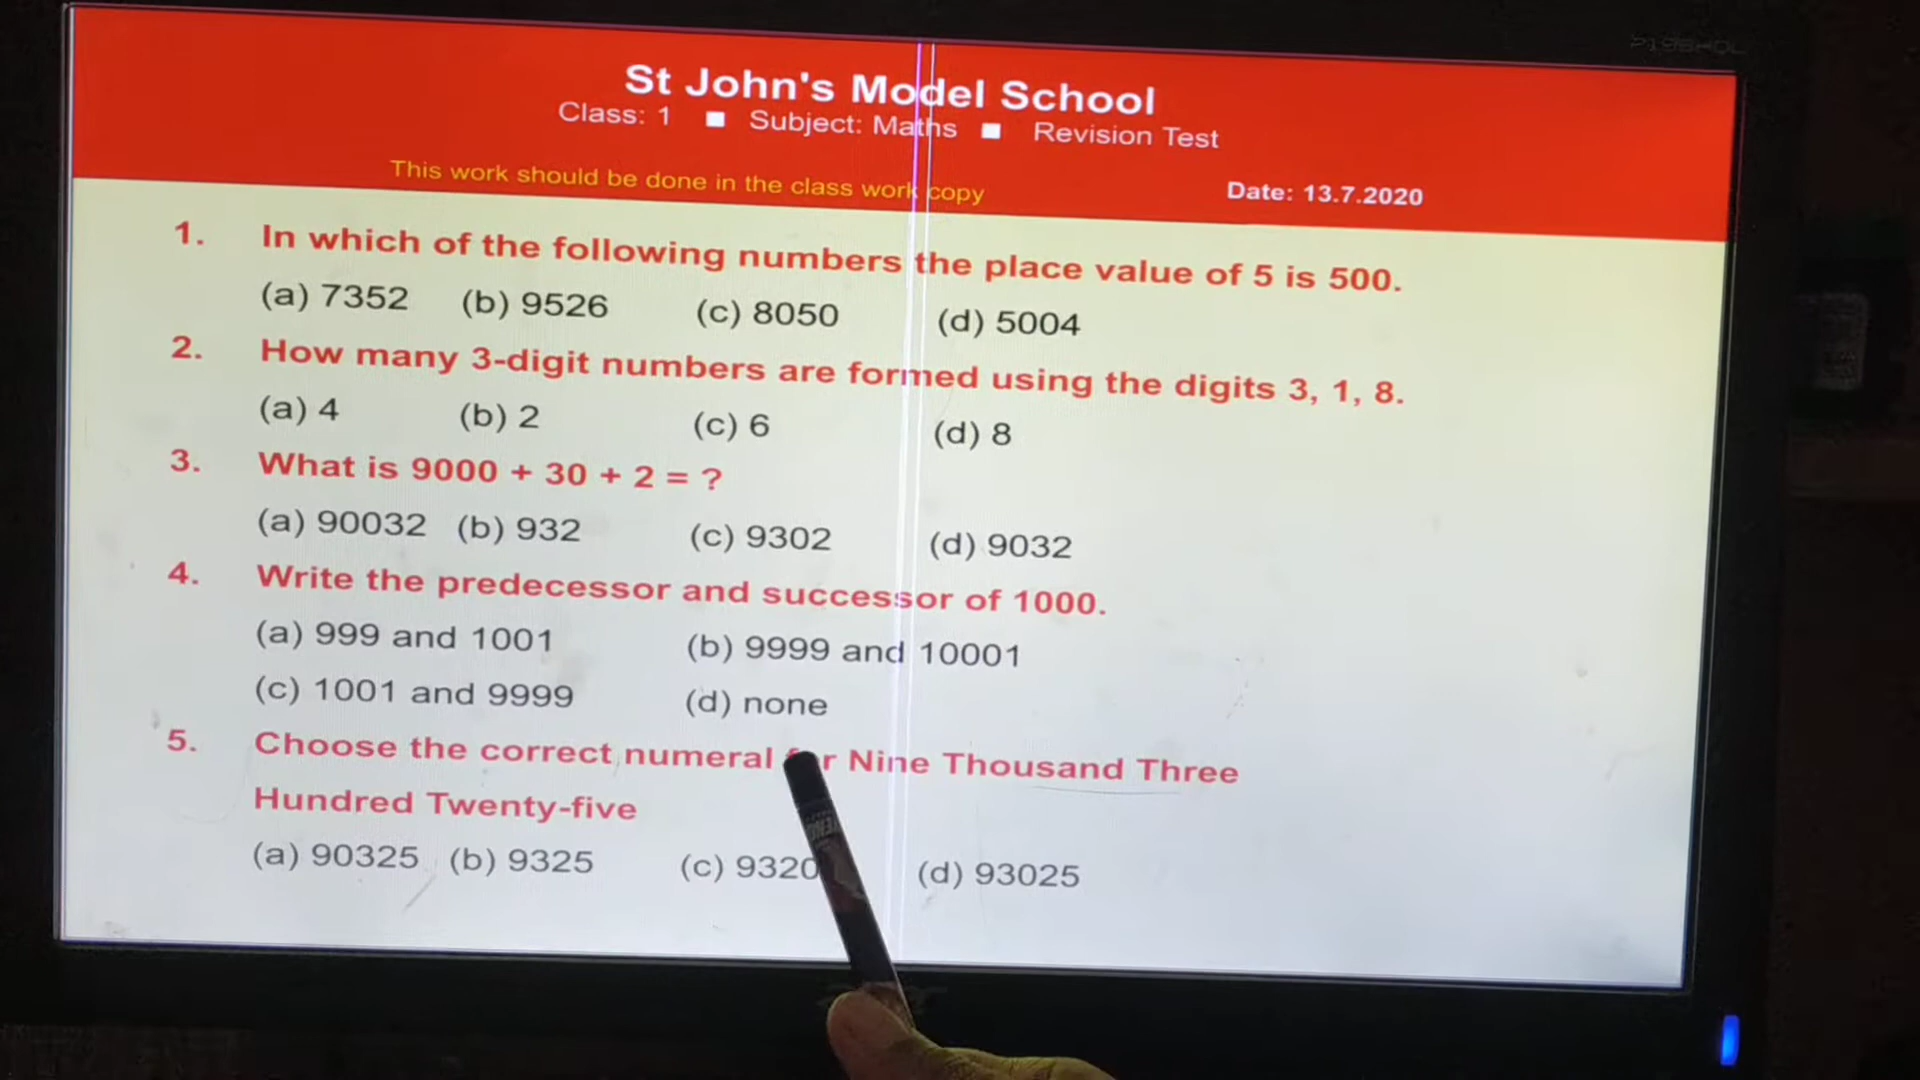 St John's Model School
Class: 1 ■ Subject: Maths ■ Revision Test
This work should be done in the class work copy
Date: 13.7.2020
1. In which of the following numbers the place value of 5 is 500.
(a) 7352 (b) 9526 (c) 8050 (d) 5004
2. How many 3-digit numbers are formed using the digits 3, 1, 8.
(a) 4 (b) 2 (c) 6 (d) 8
3. What is 9000 + 30 + 2 = ?
(a) 90032 (b) 932 (c) 9302 (d) 9032
4. Write the predecessor and successor of 1000.
(a) 999 and 1001 (b) 9999 and 10001
(c) 1001 and 9999 (d) none
5. Choose the correct numeral for Nine Thousand Three
Hundred Twenty-five
(a) 90325 (b) 9325 (c) 9320 (d) 93025